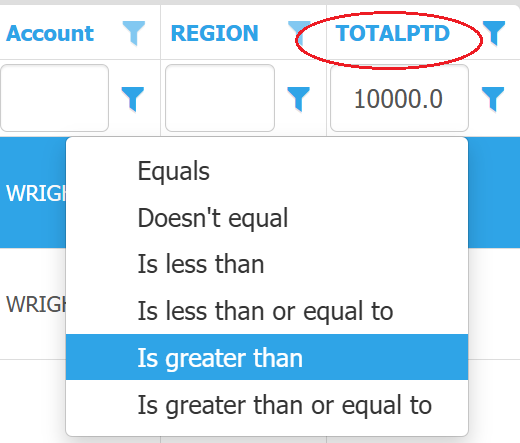 Account REGION TOTALPTD
10000.0
WRIGH
Equals
Doesn't equal
Is less than
Is less than or equal to
WRIGH
Is greater than
Is greater than or equal to